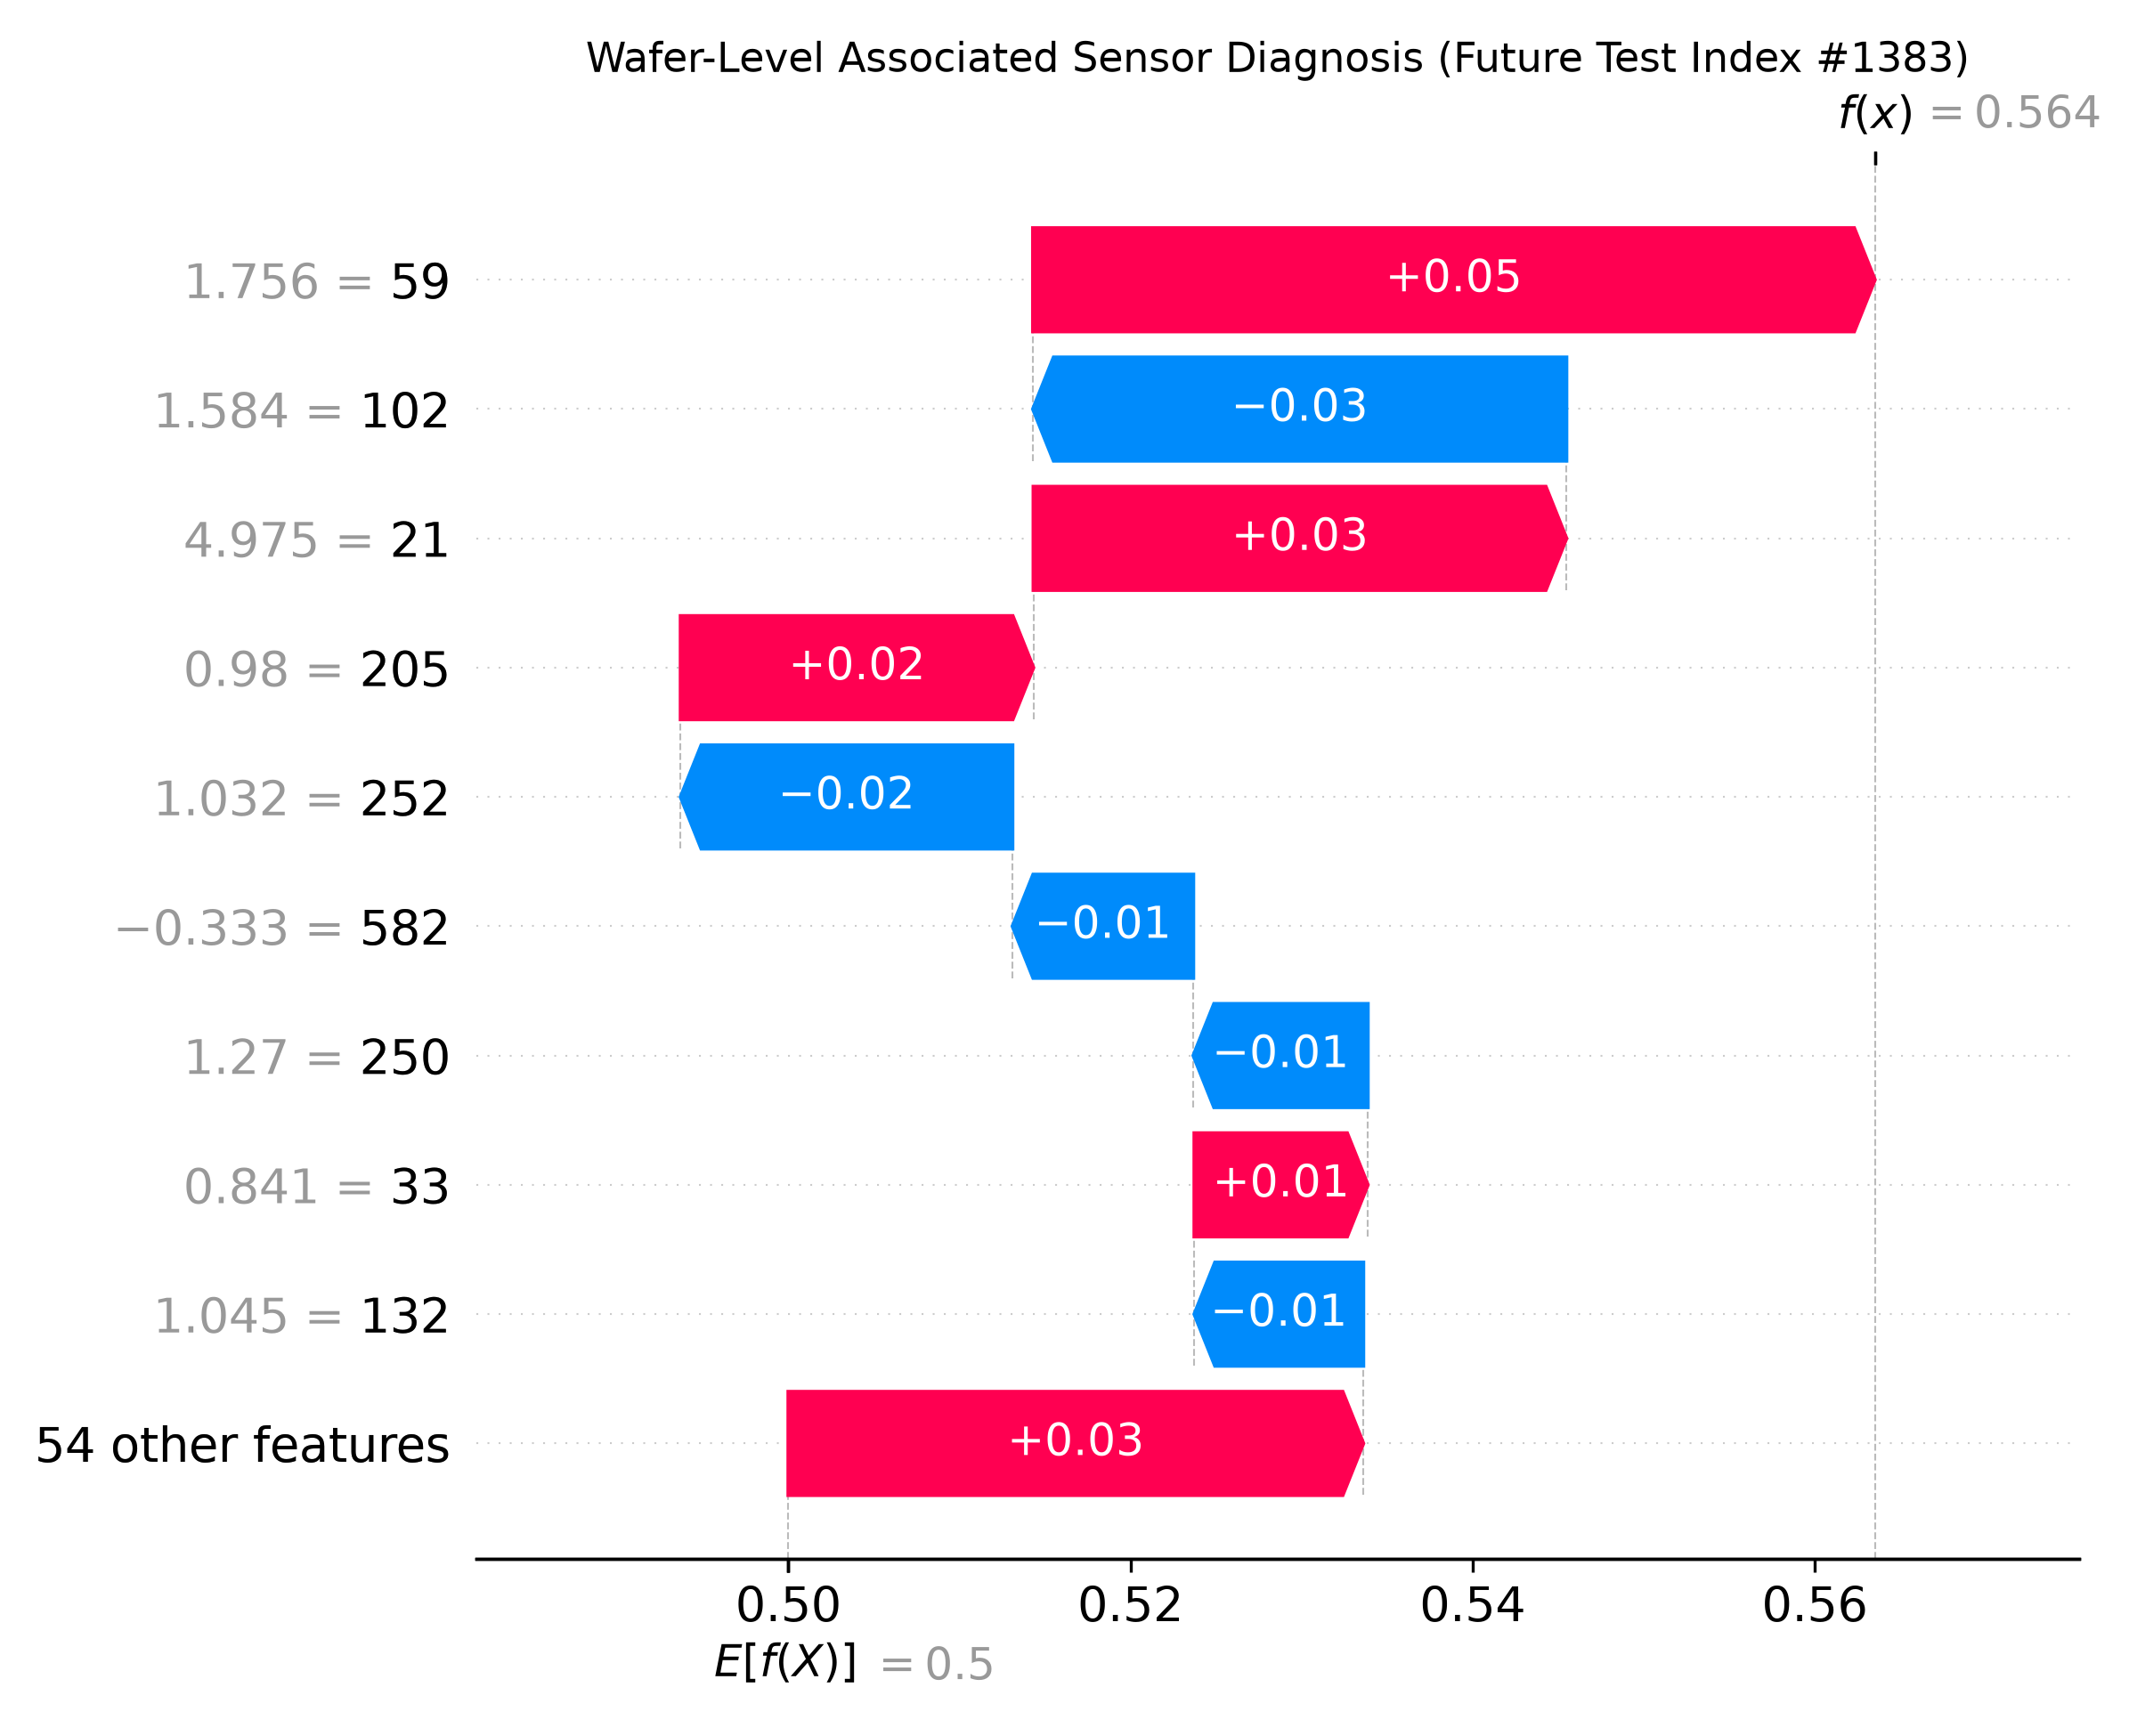 Wafer-Level Associated Sensor Diagnosis (Future Test Index #1383)
f(x) = 0.564
1.756 = 59
+0.05
1.584 = 102
−0.03
4.975 = 21
+0.03
0.98 = 205
+0.02
1.032 = 252
−0.02
−0.333 = 582
−0.01
1.27 = 250
−0.01
0.841 = 33
+0.01
1.045 = 132
−0.01
54 other features
+0.03
0.50 0.52 0.54 0.56
E[f(X)] = 0.5